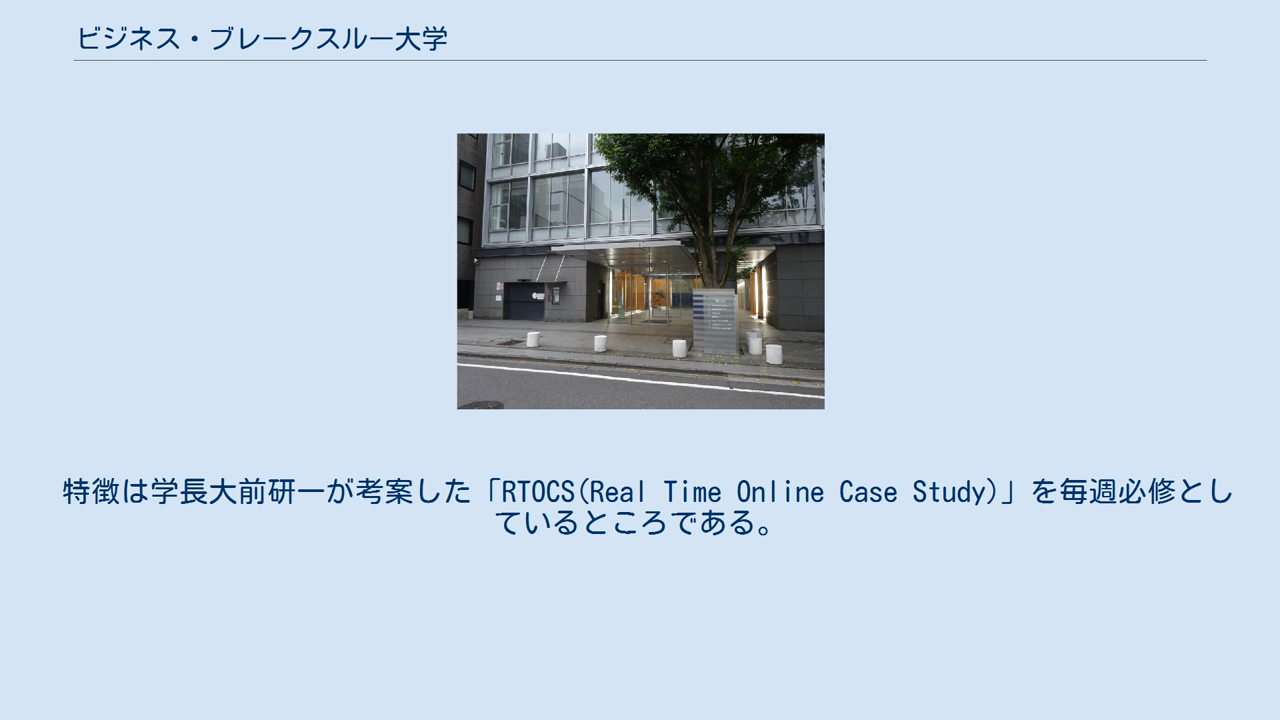 ビジネス・ブレークスルー大学
特徴は学長大前研一が考案した「RTOCS(Real Time Online Case Study)」を毎週必修とし
ているところである。